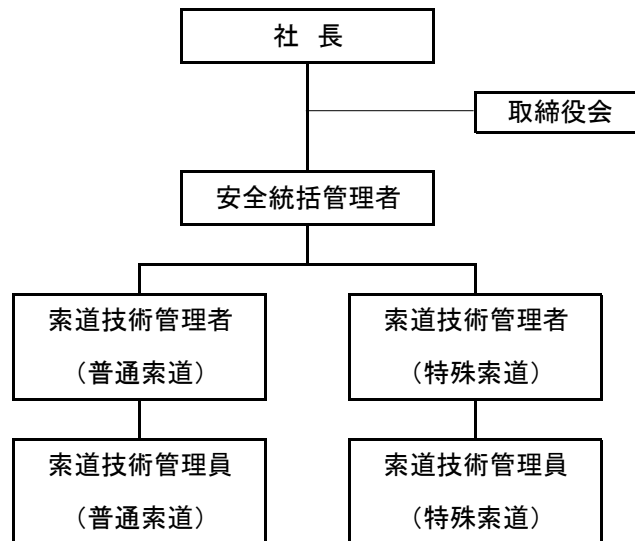 社 長
取締役会
安全統括管理者
索道技術管理者
（普通索道）
索道技術管理者
（特殊索道）
索道技術管理員
（普通索道）
索道技術管理員
（特殊索道）